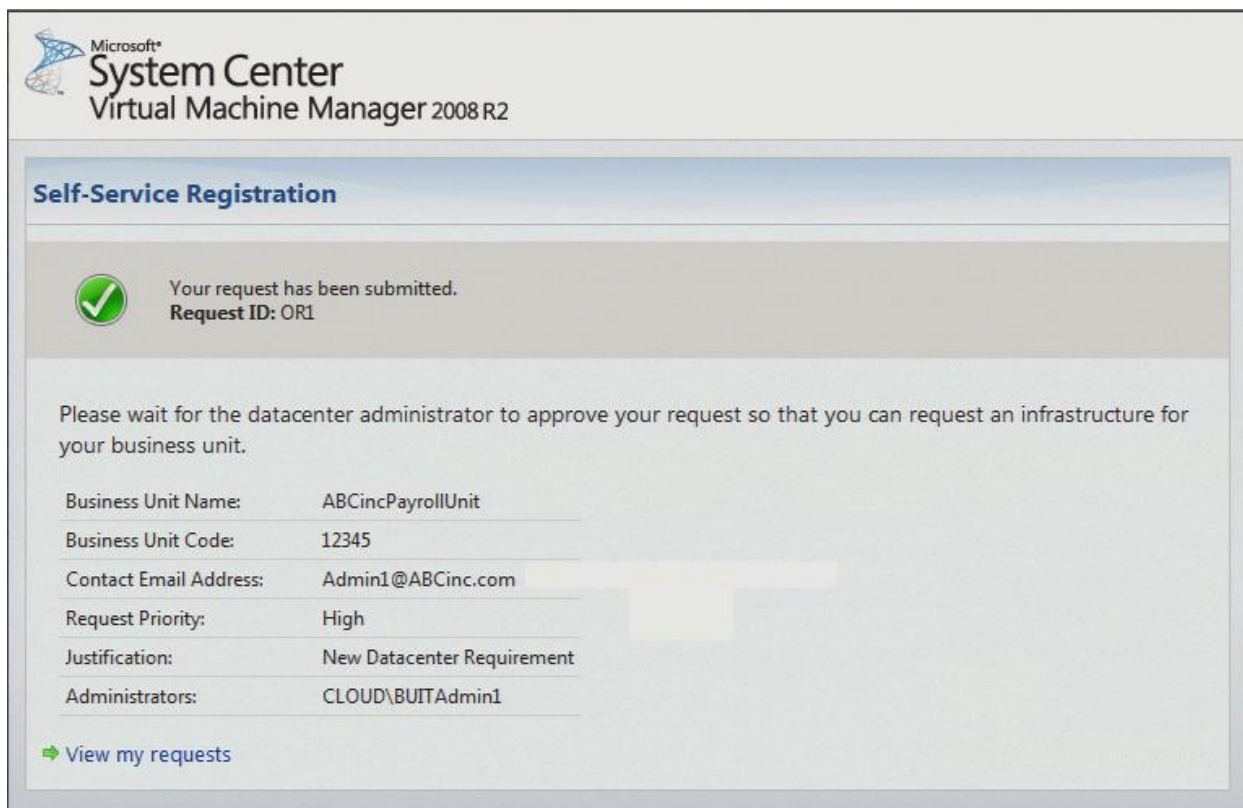 Microsoft®
System Center
Virtual Machine Manager 2008 R2
Self-Service Registration
Your request has been submitted.
Request ID: OR1
Please wait for the datacenter administrator to approve your request so that you can request an infrastructure for
your business unit.
Business Unit Name: ABCincPayrollUnit
Business Unit Code: 12345
Contact Email Address: Admin1@ABCinc.com
Request Priority: High
Justification: New Datacenter Requirement
Administrators: CLOUD\BUITAdmin1
View my requests